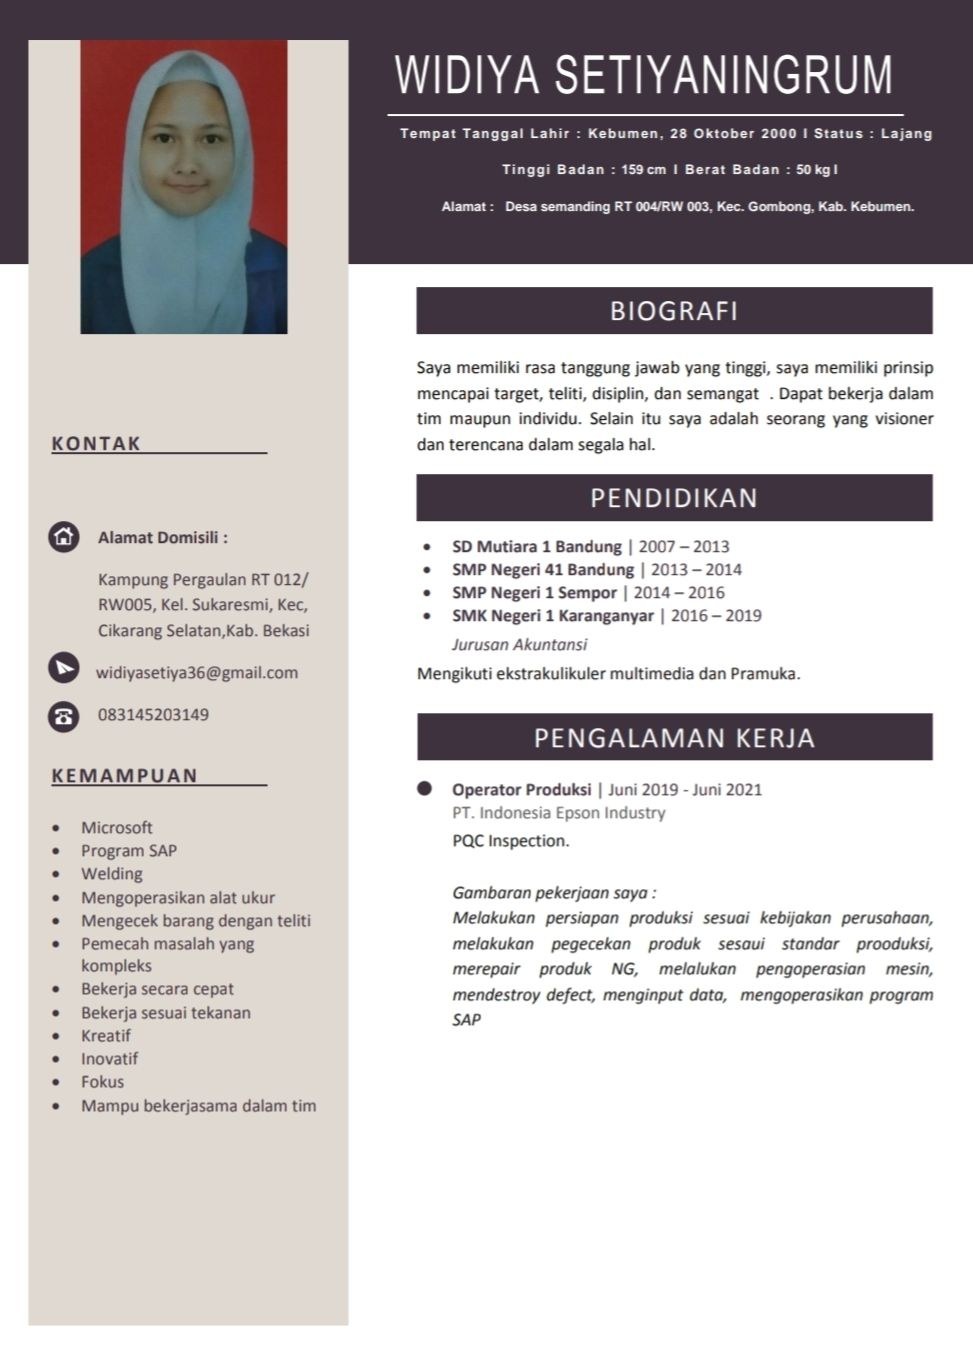 WIDIYA SETIYANINGRUM
Tempat Tanggal Lahir : Kebumen, 28 Oktober 2000 I Status : Lajang
Tinggi Badan : 159 cm I Berat Badan : 50 kg I
Alamat : Desa semanding RT 004/RW 003, Kec. Gombong, Kab. Kebumen.
KONTAK
Alamat Domisili :
Kampung Pergaulan RT 012/
RW005, Kel. Sukaresmi, Kec,
Cikarang Selatan,Kab. Bekasi
widiyasetiya36@gmail.com
083145203149
KEMAMPUAN
• Microsoft
• Program SAP
• Welding
• Mengoperasikan alat ukur
• Mengecek barang dengan teliti
• Pemecah masalah yang
kompleks
• Bekerja secara cepat
• Bekerja sesuai tekanan
• Kreatif
• Inovatif
• Fokus
• Mampu bekerjasama dalam tim
BIOGRAFI
Saya memiliki rasa tanggung jawab yang tinggi, saya memiliki prinsip
mencapai target, teliti, disiplin, dan semangat . Dapat bekerja dalam
tim maupun individu. Selain itu saya adalah seorang yang visioner
dan terencana dalam segala hal.
PENDIDIKAN
• SD Mutiara 1 Bandung | 2007 – 2013
• SMP Negeri 41 Bandung | 2013 – 2014
• SMP Negeri 1 Sempor | 2014 – 2016
• SMK Negeri 1 Karanganyar | 2016 – 2019
Jurusan Akuntansi
Mengikuti ekstrakulikuler multimedia dan Pramuka.
PENGALAMAN KERJA
Operator Produksi | Juni 2019 - Juni 2021
PT. Indonesia Epson Industry
PQC Inspection.
Gambaran pekerjaan saya :
Melakukan persiapan produksi sesuai kebijakan perusahaan,
melakukan pegecekan produk sesaui standar prooduksi,
merepair produk NG, melalukan pengoperasian mesin,
mendestroy defect, menginput data, mengoperasikan program
SAP